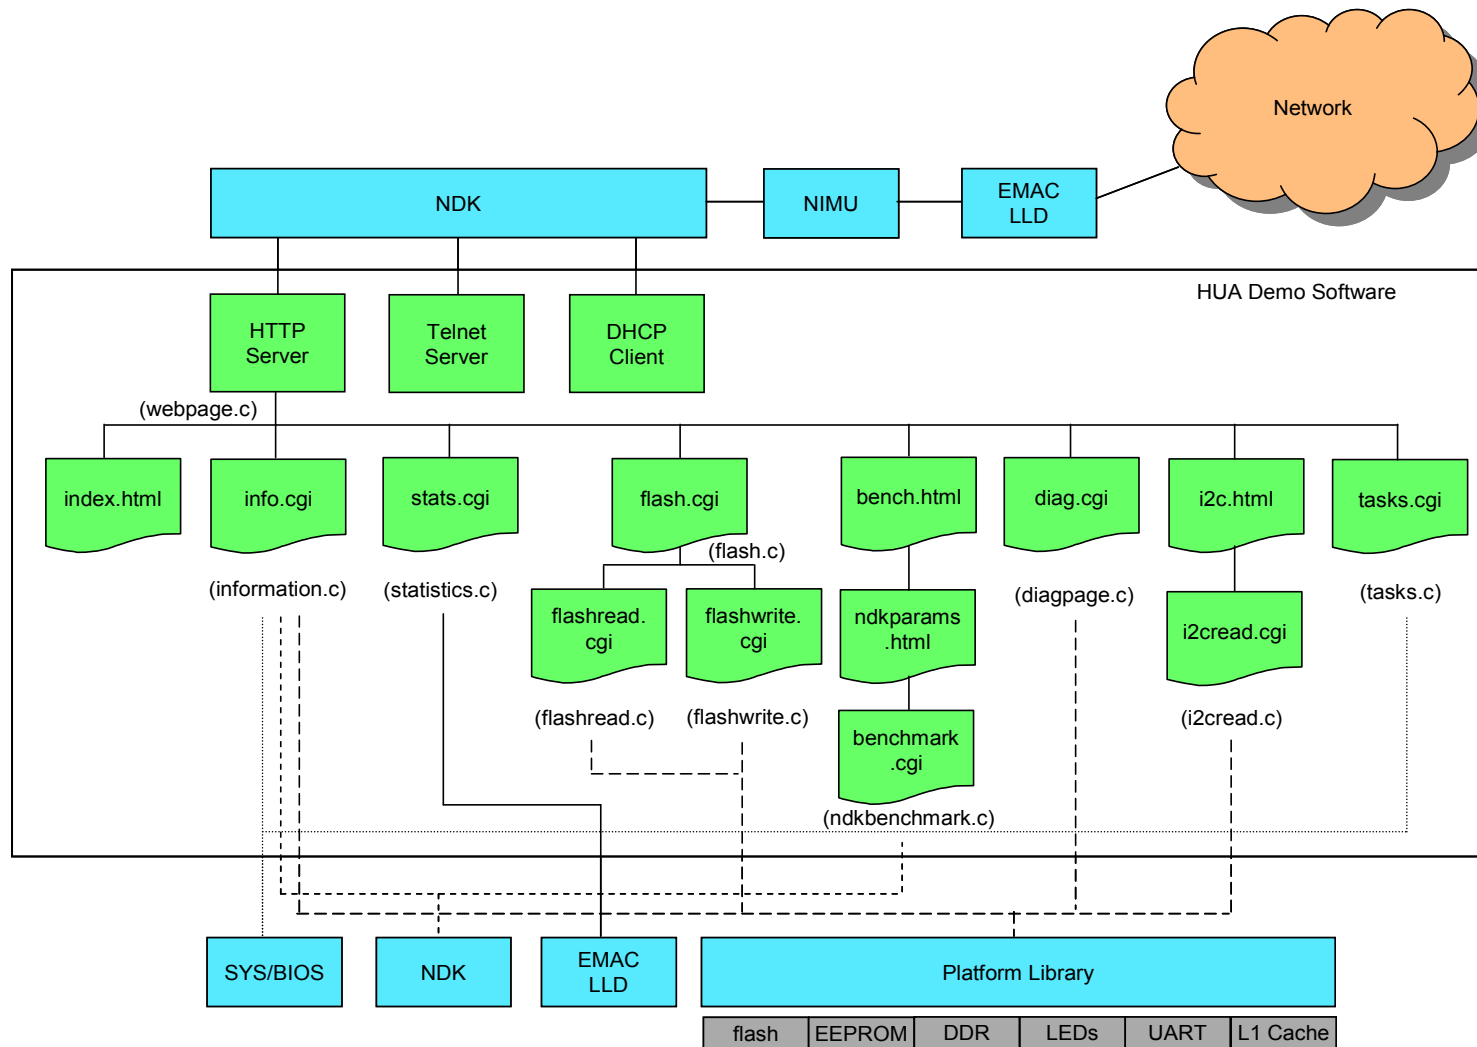 Network
NDK
NIMU
EMAC
LLD
HUA Demo Software
HTTP
Server
Telnet
Server
DHCP
Client
(webpage.c)
index.html
info.cgi
stats.cgi
flash.cgi
bench.html
diag.cgi
i2c.html
tasks.cgi
(flash.c)
(information.c)
(statistics.c)
flashread.
cgi
flashwrite.
cgi
ndkparams
.html
(diagpage.c)
i2cread.cgi
(tasks.c)
(flashread.c)
(flashwrite.c)
benchmark
.cgi
(i2cread.c)
(ndkbenchmark.c)
SYS/BIOS
NDK
EMAC
LLD
Platform Library
flash
EEPROM
DDR
LEDs
UART
L1 Cache